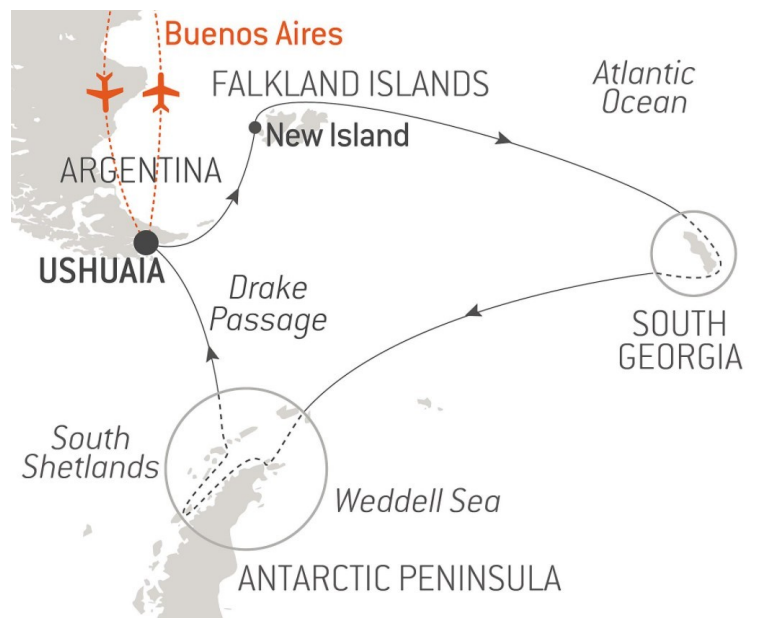 Buenos Aires
FALKLAND ISLANDS
Atlantic
Ocean
New Island
ARGENTINA
USHUAIA
Drake
Passage
SOUTH
GEORGIA
South
Shetlands
Weddell Sea
ANTARCTIC PENINSULA